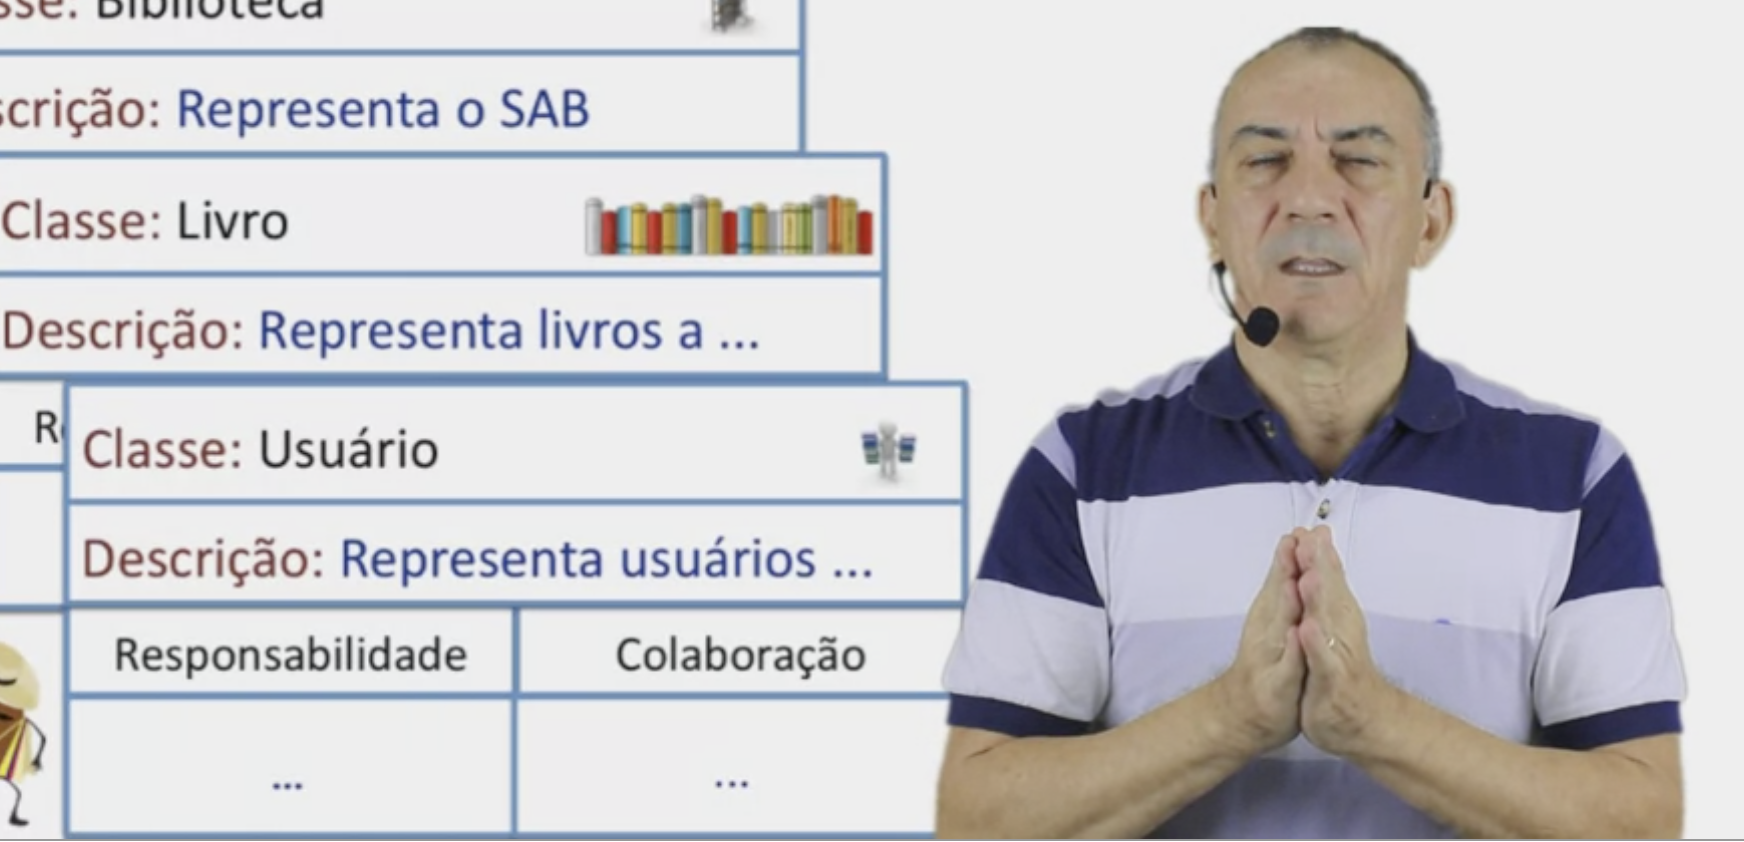 sse: Biblioteca
scrição: Representa o SAB
Classe: Livro
Descrição: Representa livros a ...
R
Classe: Usuário
Descrição: Representa usuários ...
Responsabilidade Colaboração
... ...